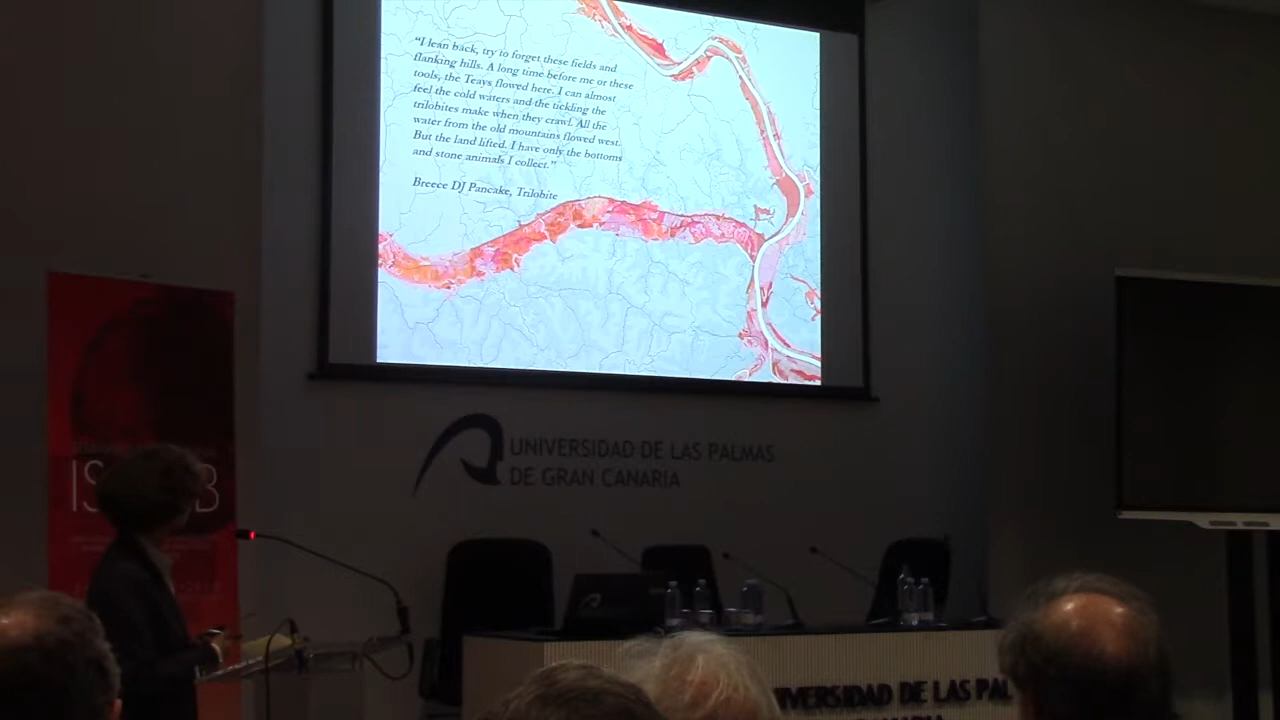 “I lean back, try to forget these fields and
flanking hills. A long time before me or these
tools, the Teays flowed here. I can almost
feel the cold waters and the tickling the
trilobites make when they crawl. All the
water from the old mountains flowed west.
But the land lifted. I have only the bottoms
and stone animals I collect.”
Breece DJ Pancake, Trilobite
UNIVERSIDAD DE LAS PALMAS
DE GRAN CANARIA
IS B
UNIVERSIDAD DE LAS PAL